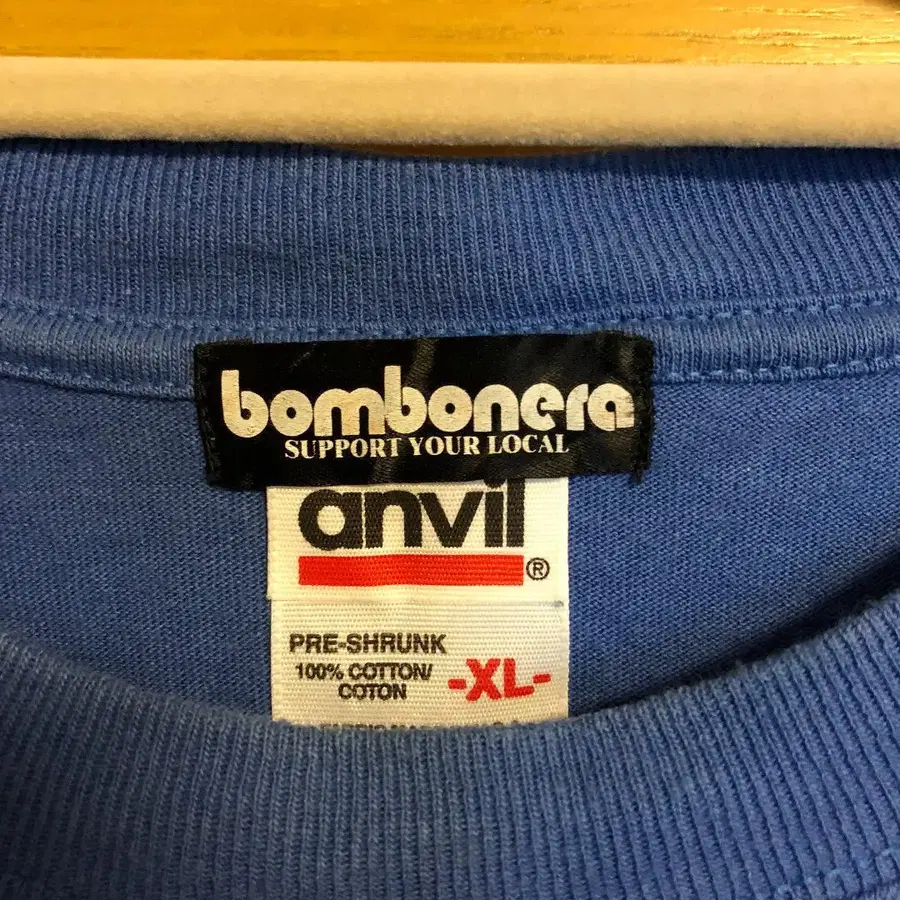 bombonera
SUPPORT YOUR LOCAL
anvil
®
PRE-SHRUNK
100% COTTON/
COTON
-XL-